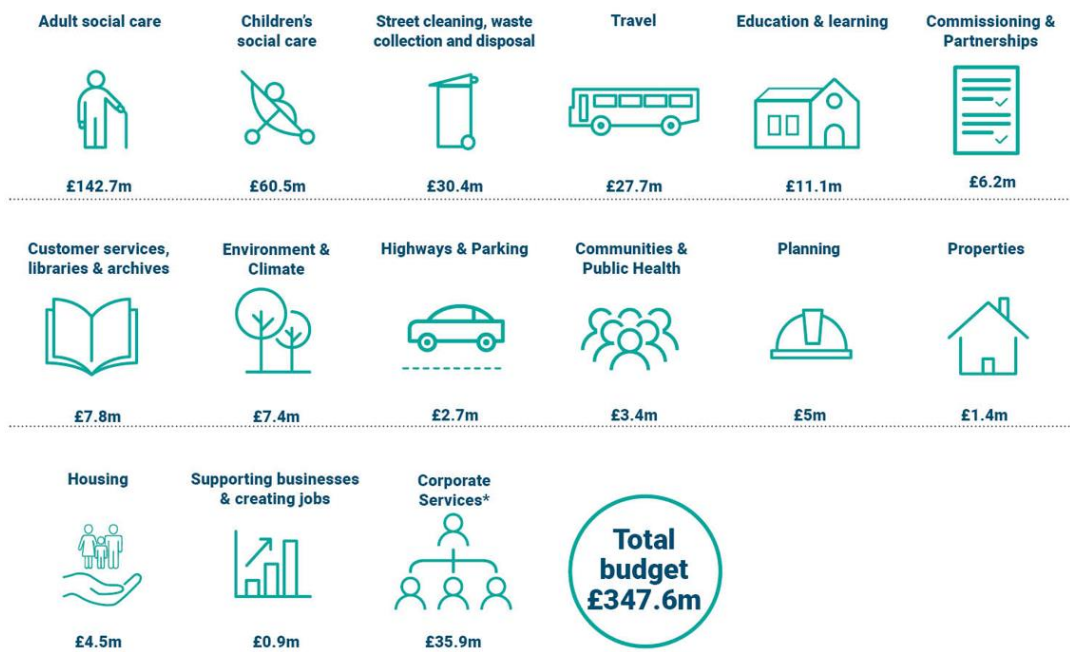 Adult social care
£142.7m
Children's
social care
£60.5m
Street cleaning, waste
collection and disposal
£30.4m
Travel
£27.7m
Education & learning
£11.1m
Commissioning &
Partnerships
£6.2m
Customer services,
libraries & archives
£7.8m
Environment &
Climate
£7.4m
Highways & Parking
£2.7m
Communities &
Public Health
£3.4m
Planning
£5m
Properties
£1.4m
Housing
£4.5m
Supporting businesses
& creating jobs
£0.9m
Corporate
Services*
£35.9m
Total
budget
£347.6m